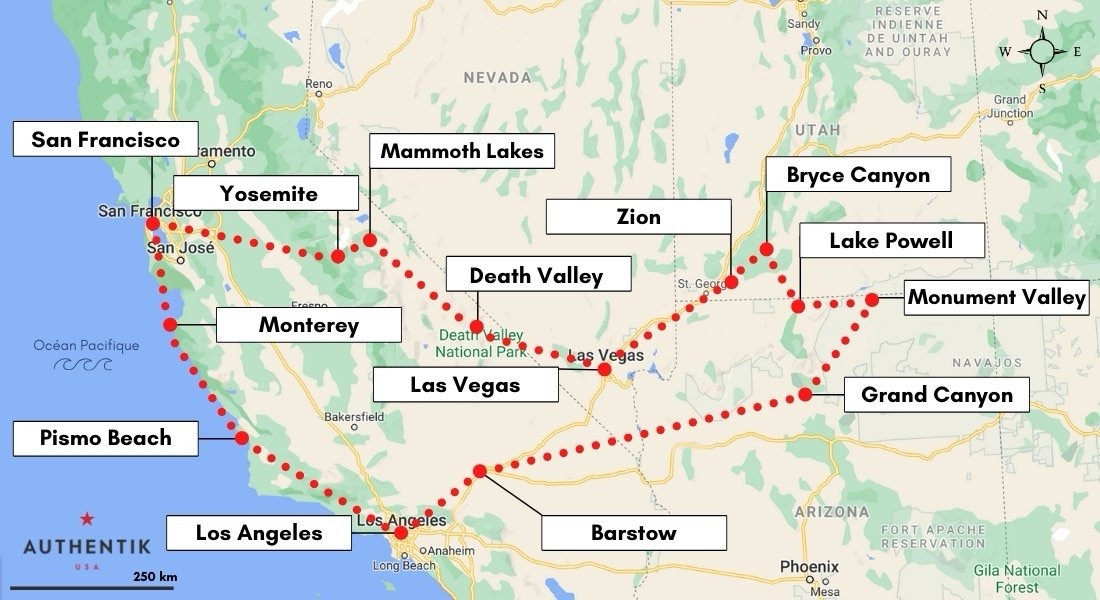 RÉSERVE
INDIENNE
DE UINTAH
AND OURAY
Sandy
Provo
N
W
E
S
NEVADA
Reno
Grand
Junction
UTAH
San Francisco
ramento
Mammoth Lakes
Yosemite
Bryce Canyon
San Francisco
San José
Zion
Lake Powell
Death Valley
St. Georg
Monument Valley
Fresno
Monterey
Océan Pacifique
Death Valley
National Park
Las Vegas
Las Vegas
NAVAJOS
Grand Canyon
Bakersfield
Pismo Beach
Los Angeles
Los Angeles
Barstow
ARIZONA
FORT APACHE
RESERVATION
AUTHENTIK
USA
Anaheim
Long Beach
250 km
Phoenix
Mesa
Gila National
Forest